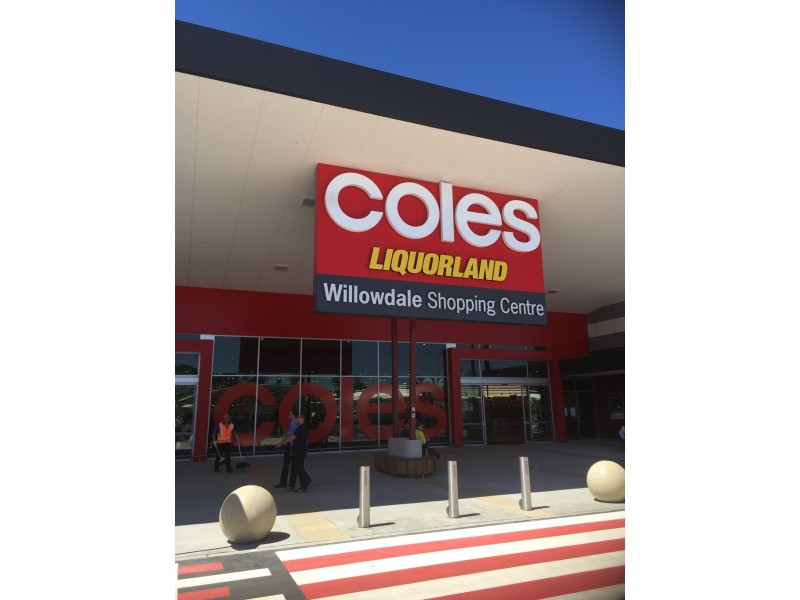 coles
LIQUORLAND
Willowdale Shopping Centre
coles